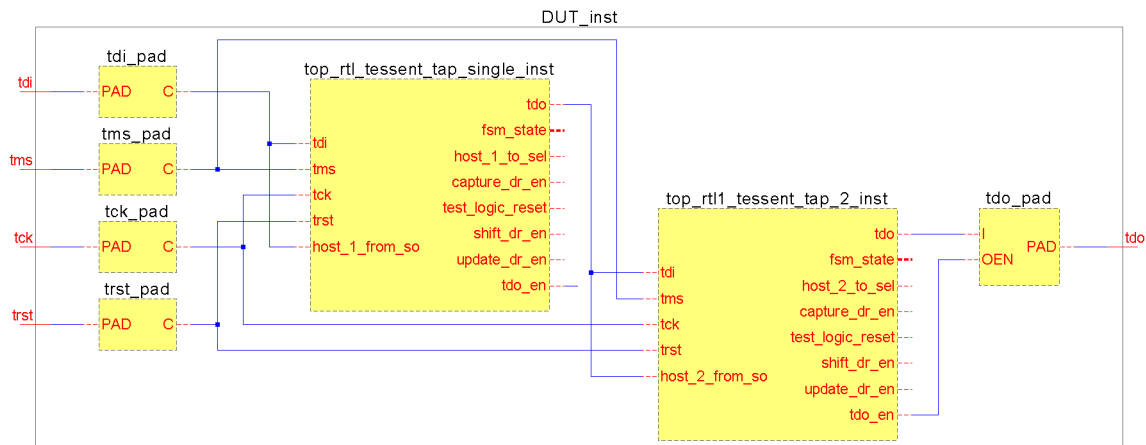 DUT_inst
tdi
tdi_pad
PAD C
tms
tms_pad
PAD C
tck
tck_pad
PAD C
trst
trst_pad
PAD C
top_rtl_tessent_tap_single_inst
tdi
tms
tck
trst
host_1_from_so
tdo
fsm_state
host_1_to_sel
capture_dr_en
test_logic_reset
shift_dr_en
update_dr_en
tdo_en
top_rtl1_tessent_tap_2_inst
tdi
tms
tck
trst
host_2_from_so
tdo
fsm_state
host_2_to_sel
capture_dr_en
test_logic_reset
shift_dr_en
update_dr_en
tdo_en
tdo_pad
I
OEN
PAD
tdo